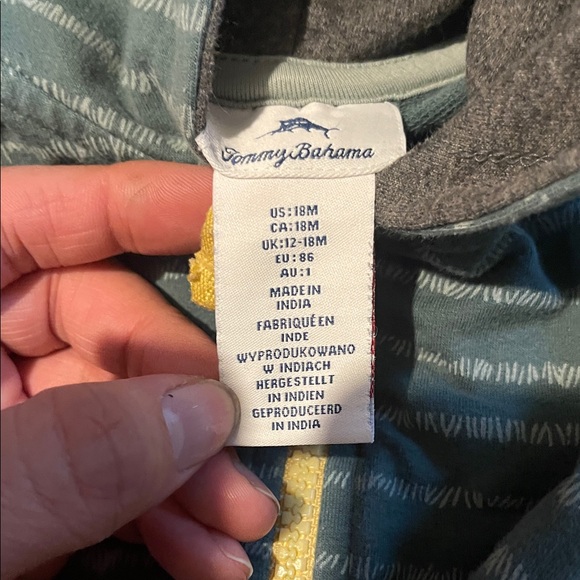 Tommy Bahama
US:18M
CA:18M
UK:12-18M
EU:86
AU:1
MADE IN
INDIA
FABRIQUÉ EN
INDE
WYPRODUKOWANO
W INDIACH
HERGESTELLT
IN INDIEN
GEPRODUCEERD
IN INDIA